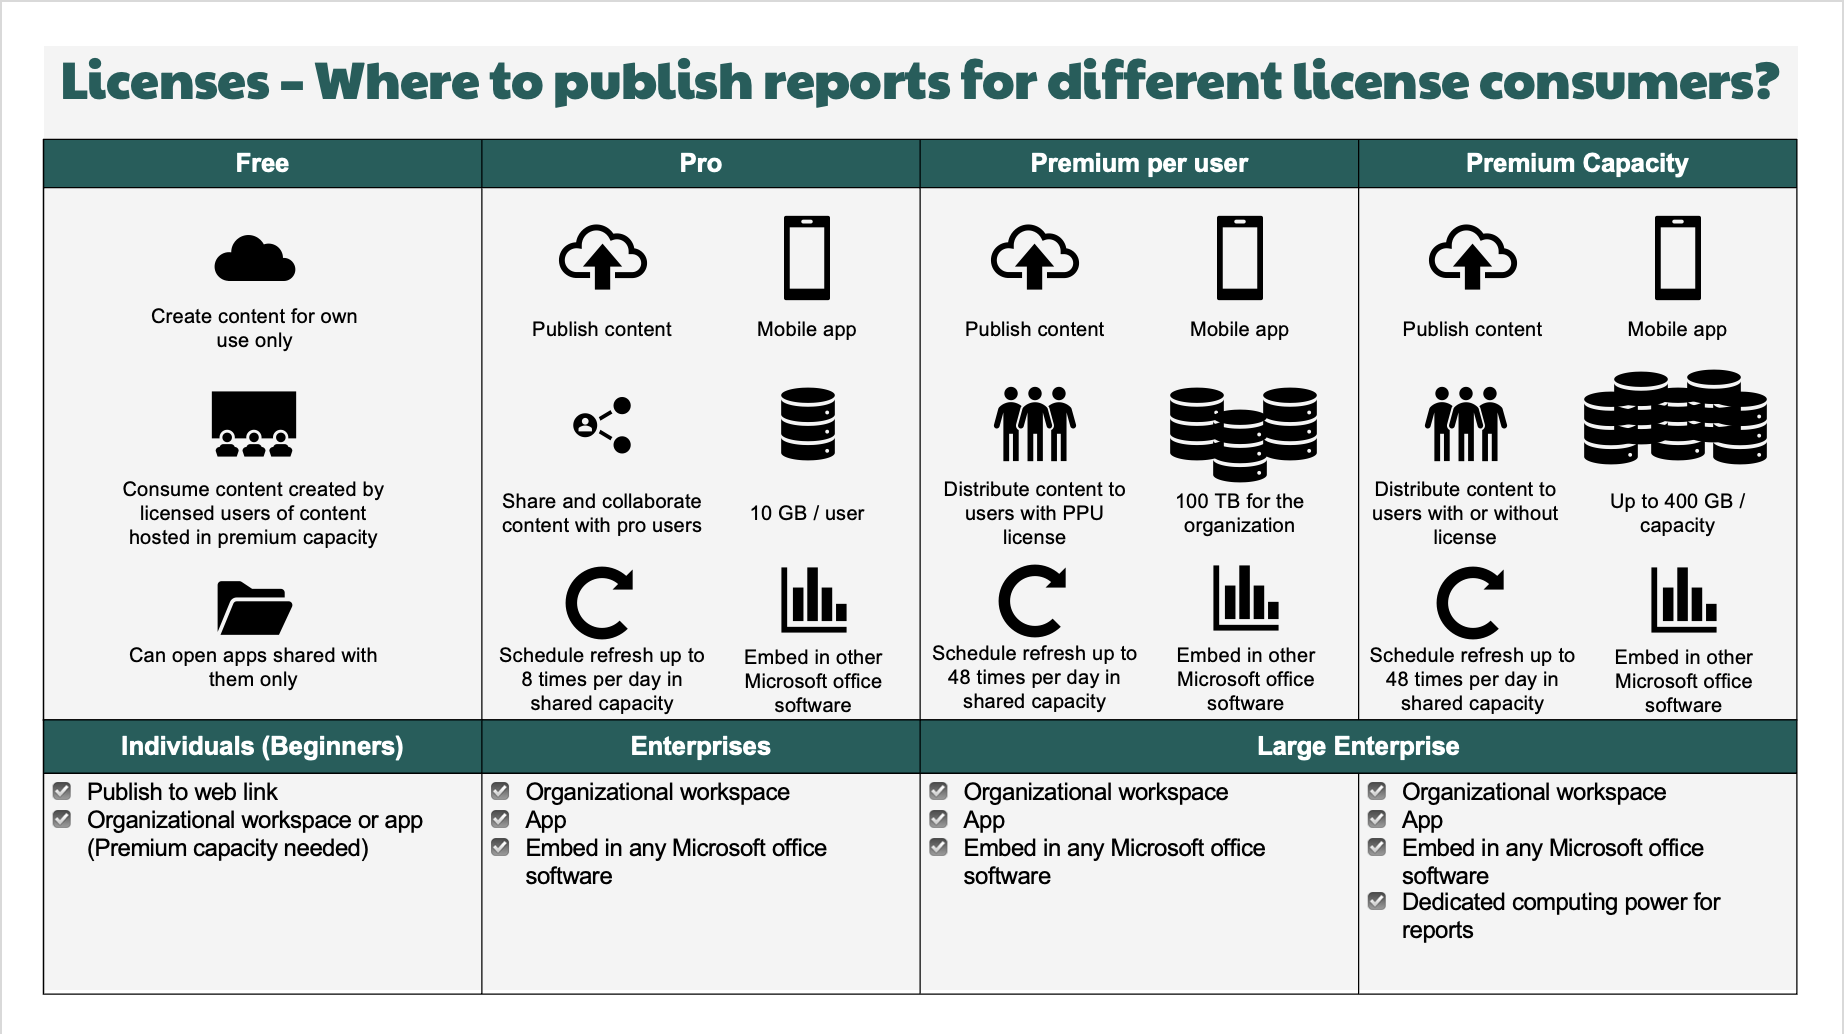 Licenses – Where to publish reports for different license consumers?
Free
Pro
Premium per user
Premium Capacity
Create content for own
use only
Consume content created by
licensed users of content
hosted in premium capacity
Can open apps shared with
them only
Publish content
Mobile app
Share and collaborate
content with pro users
10 GB / user
Schedule refresh up to
8 times per day in
shared capacity
Embed in other
Microsoft office
software
Publish content
Mobile app
Distribute content to
users with PPU
license
100 TB for the
organization
Schedule refresh up to
48 times per day in
shared capacity
Embed in other
Microsoft office
software
Publish content
Mobile app
Distribute content to
users with or without
license
Up to 400 GB /
capacity
Schedule refresh up to
48 times per day in
shared capacity
Embed in other
Microsoft office
software
Individuals (Beginners)
Enterprises
Large Enterprise
Publish to web link
Organizational workspace or app
(Premium capacity needed)
Organizational workspace
App
Embed in any Microsoft office
software
Organizational workspace
App
Embed in any Microsoft office
software
Organizational workspace
App
Embed in any Microsoft office
software
Dedicated computing power for
reports